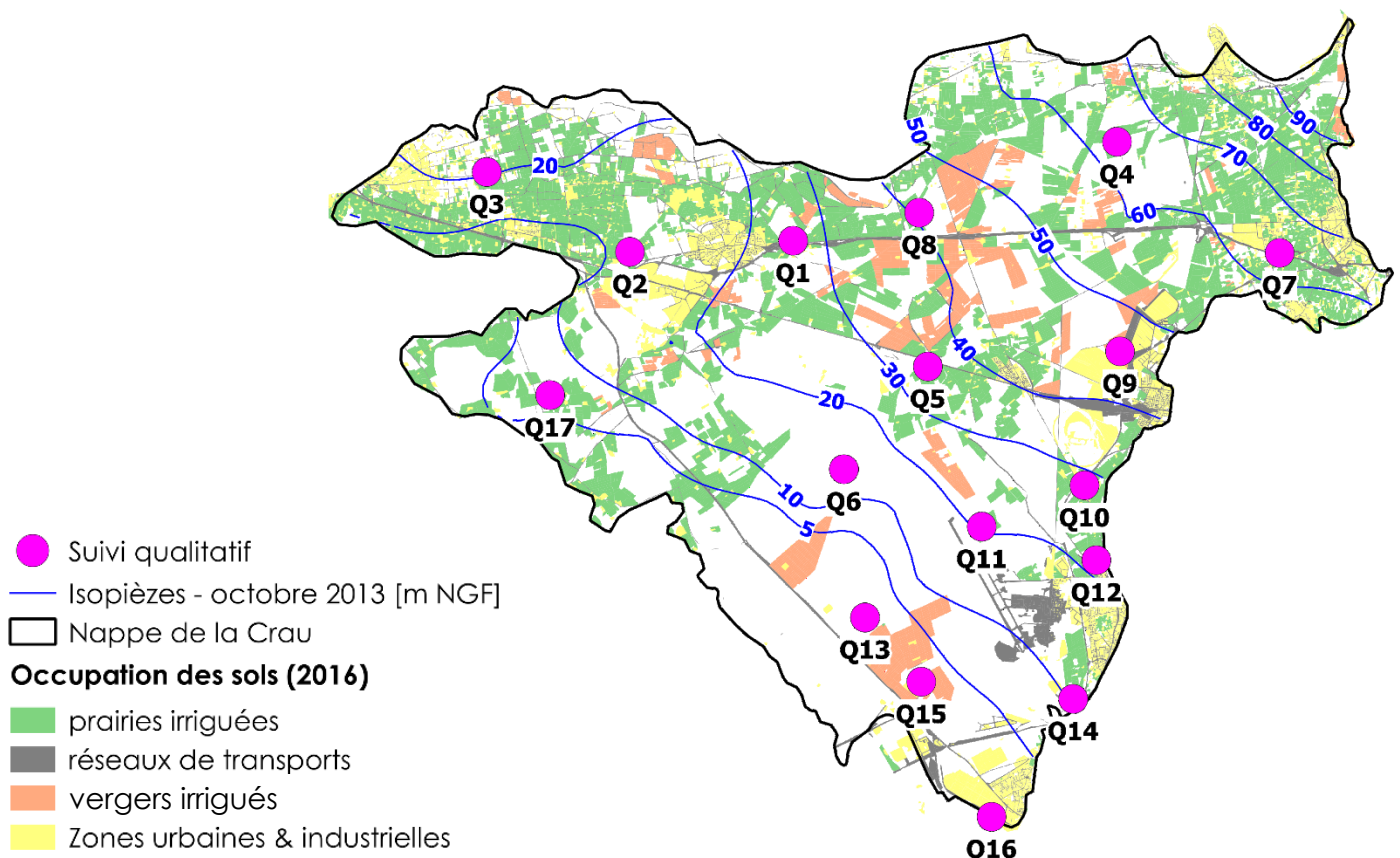 90
80
50
70
20
Q4
Q3
60
Q8
50
Q2
Q1
Q7
40
30
Q5
Q9
20
Q17
Q6
10
Q10
5
Suivi qualitatif
Q11
Q12
Isopièzes - octobre 2013 [m NGF]
Nappe de la Crau
Q13
Occupation des sols (2016)
Q15
Q14
prairies irriguées
réseaux de transports
vergers irrigués
Zones urbaines & industrielles
Q16